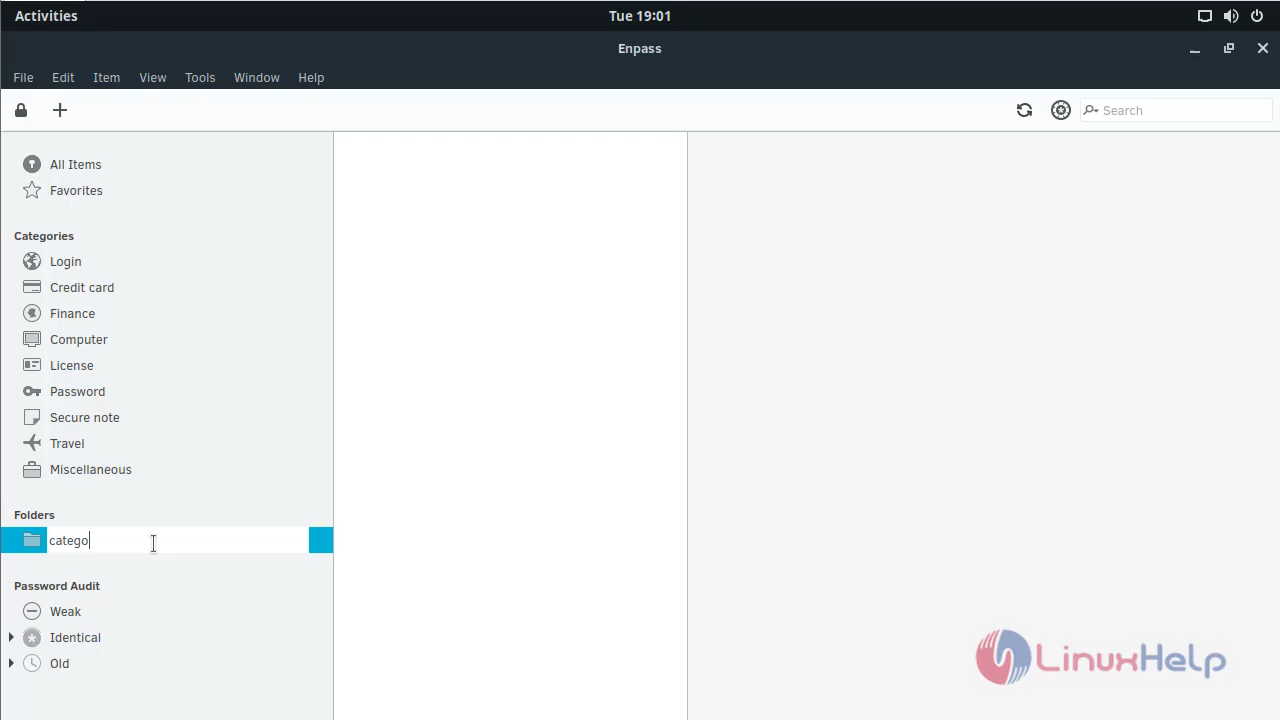 Activities
Tue 19:01
Enpass
File Edit Item View Tools Window Help
Search
All Items
Favorites
Categories
Login
Credit card
Finance
Computer
License
Password
Secure note
Travel
Miscellaneous
Folders
catego
Password Audit
Weak
Identical
Old
LinuxHelp